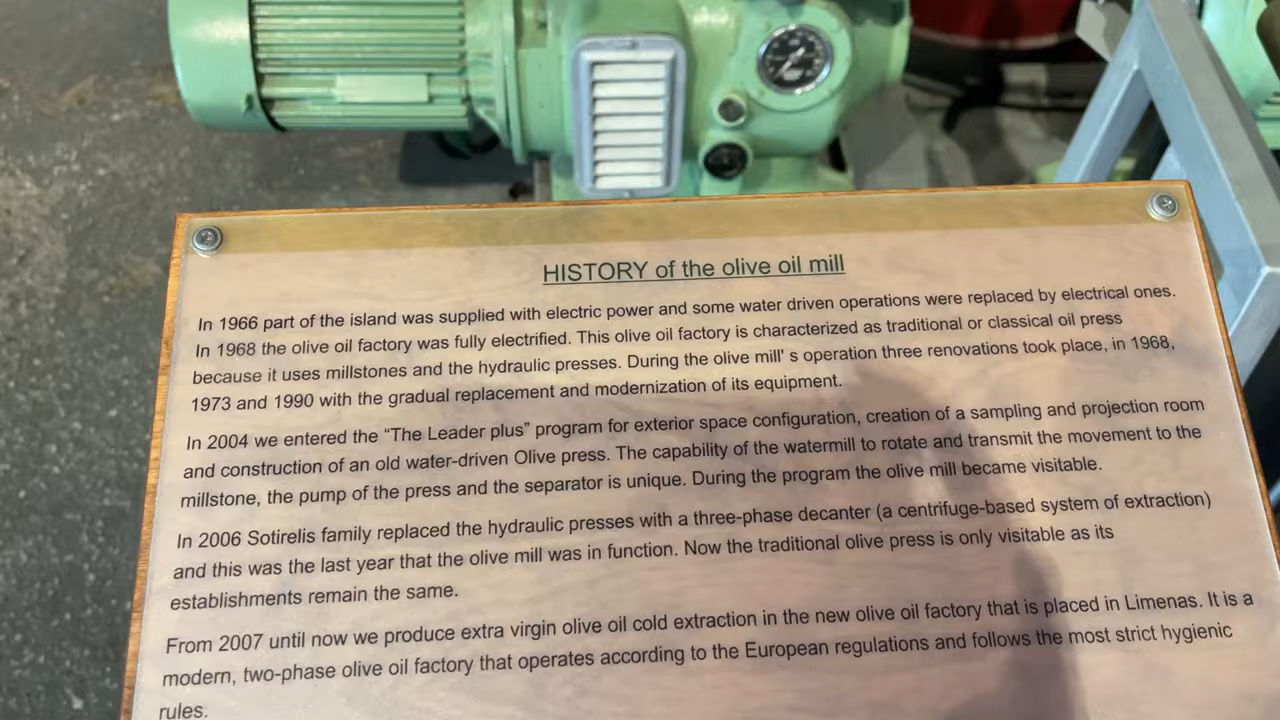 HISTORY of the olive oil mill
In 1966 part of the island was supplied with electric power and some water driven operations were replaced by electrical ones.
In 1968 the olive oil factory was fully electrified. This olive oil factory is characterized as traditional or classical oil press
because it uses millstones and the hydraulic presses. During the olive mill' s operation three renovations took place, in 1968,
1973 and 1990 with the gradual replacement and modernization of its equipment.
In 2004 we entered the “The Leader plus” program for exterior space configuration, creation of a sampling and projection room
and construction of an old water-driven Olive press. The capability of the watermill to rotate and transmit the movement to the
millstone, the pump of the press and the separator is unique. During the program the olive mill became visitable.
In 2006 Sotirelis family replaced the hydraulic presses with a three-phase decanter (a centrifuge-based system of extraction)
and this was the last year that the olive mill was in function. Now the traditional olive press is only visitable as its
establishments remain the same.
From 2007 until now we produce extra virgin olive oil cold extraction in the new olive oil factory that is placed in Limenas. It is a
modern, two-phase olive oil factory that operates according to the European regulations and follows the most strict hygienic
rules.